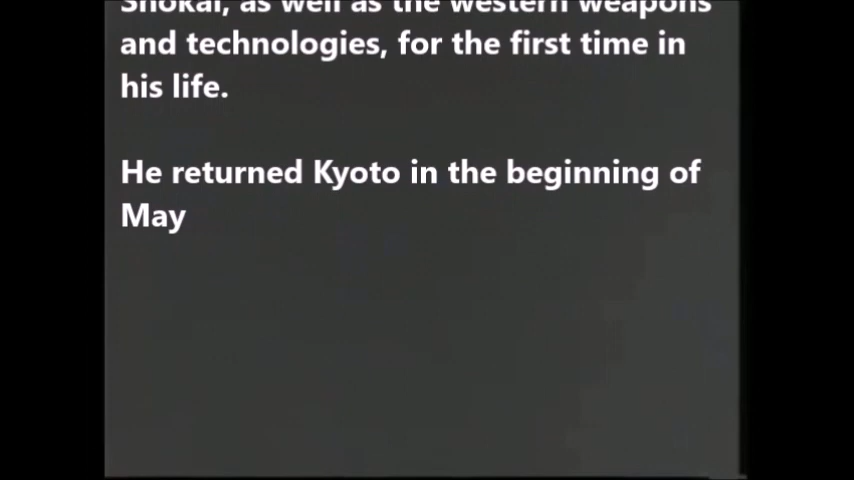 Shokai, as well as the western weapons
and technologies, for the first time in
his life.
He returned Kyoto in the beginning of
May